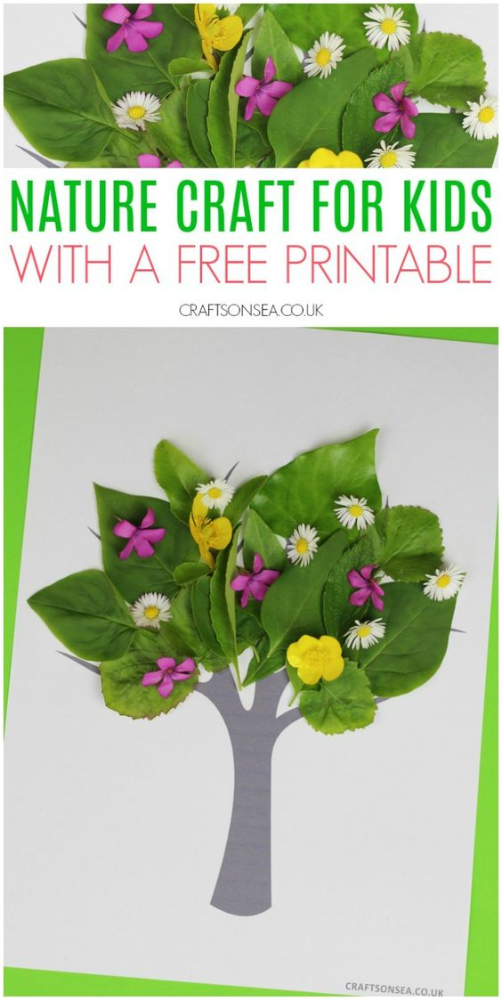 NATURE CRAFT FOR KIDS
WITH A FREE PRINTABLE
CRAFTSONSEA.CO.UK
CRAFTSONSEA.CO.UK